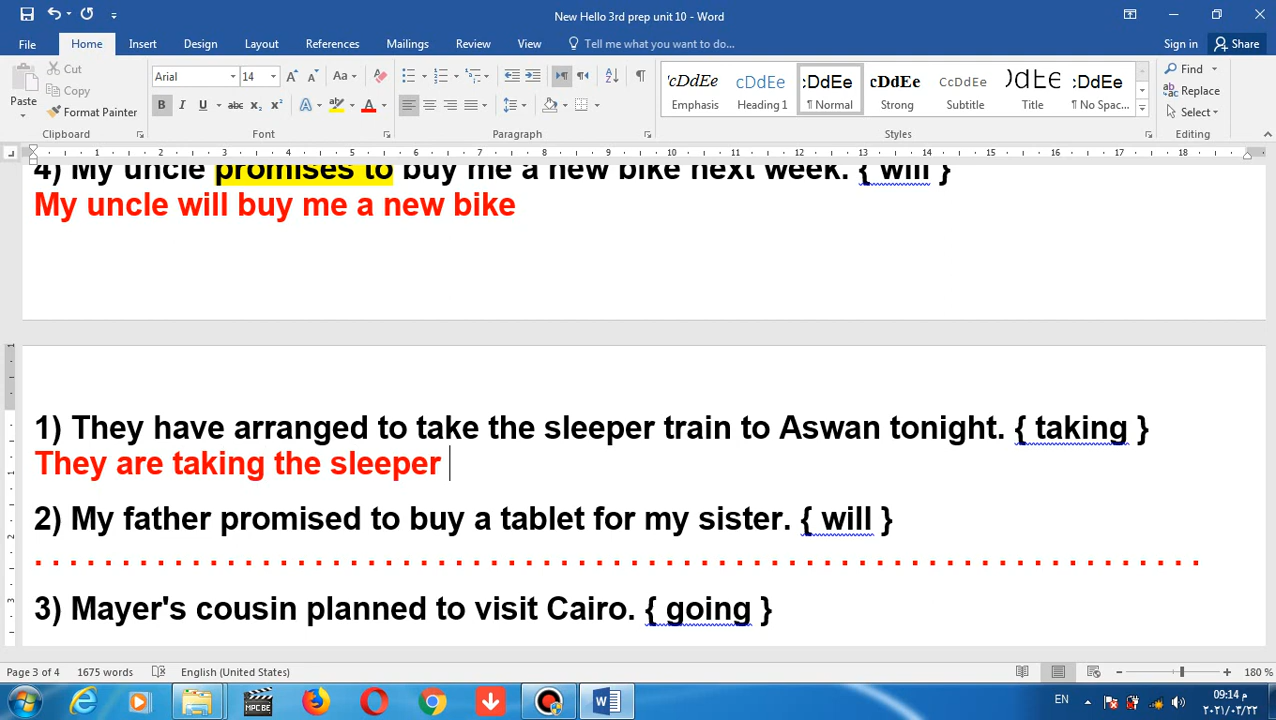 New Hello 3rd prep unit 10 - Word
File Home Insert Design Layout References Mailings Review View Tell me what you want to do... Sign in Share
Cut
Copy
Format Painter
Paste
Clipboard
Arial 14
Font
Paragraph
Emphasis Heading 1 ¶ Normal Strong Subtitle Title ¶ No Spac...
Styles
Find
Replace
Select
Editing
4) My uncle promises to buy me a new bike next week. { will }
My uncle will buy me a new bike
1) They have arranged to take the sleeper train to Aswan tonight. { taking }
They are taking the sleeper
2) My father promised to buy a tablet for my sister. { will }
3) Mayer's cousin planned to visit Cairo. { going }
Page 3 of 4 1675 words English (United States) 180 %
EN
09:14 م
٢٠٢١/٠٣/٢٢